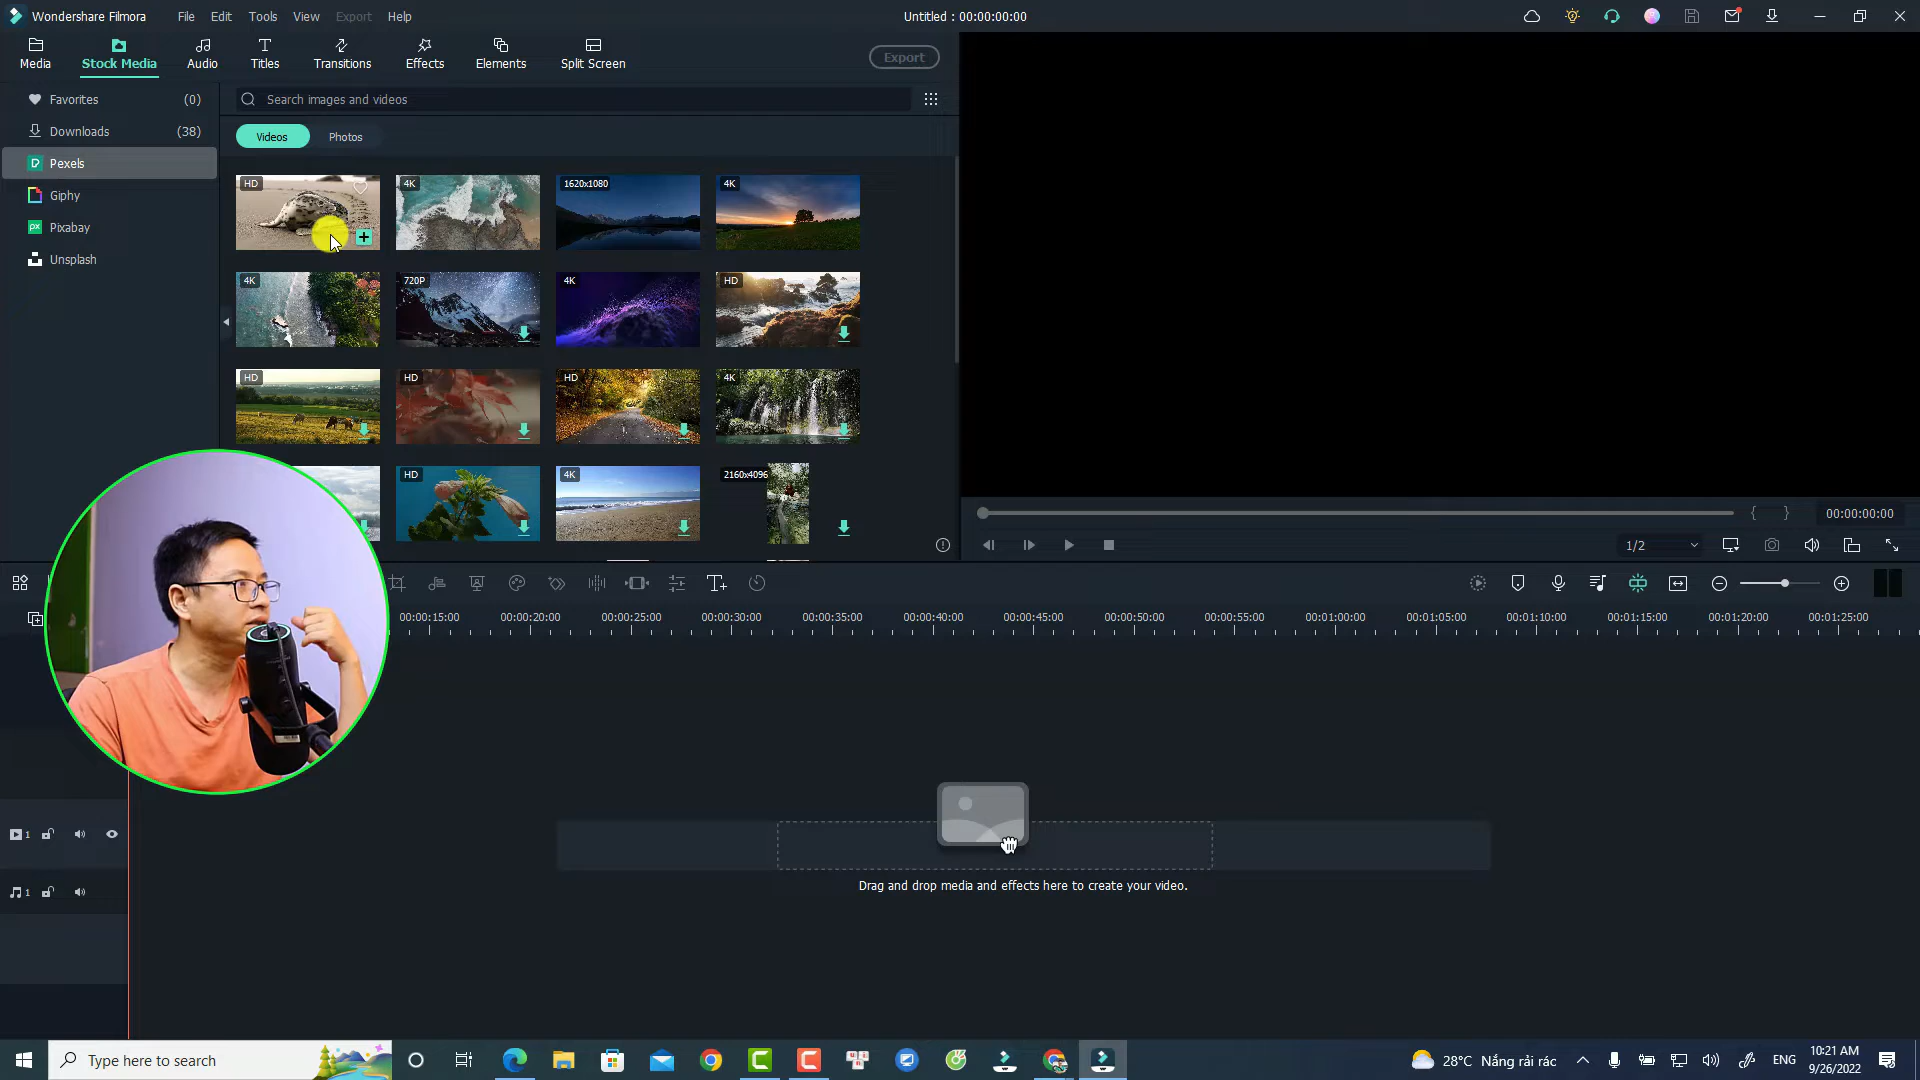 Wondershare Filmora
File Edit Tools View Export Help
Untitled : 00:00:00:00
Media
Stock Media
Audio
Titles
Transitions
Effects
Elements
Split Screen
Export
Favorites (0)
Downloads (38)
Pexels
Giphy
Pixabay
Unsplash
Search images and videos
Videos
Photos
HD
4K
1620x1080
4K
4K
720P
4K
HD
HD
HD
HD
4K
HD
4K
2160x4096
{ }
00:00:00:00
1/2
00:00:15:00 00:00:20:00 00:00:25:00 00:00:30:00 00:00:35:00 00:00:40:00 00:00:45:00 00:00:50:00 00:00:55:00 00:01:00:00 00:01:05:00 00:01:10:00 00:01:15:00 00:01:20:00 00:01:25:00
1
1
Drag and drop media and effects here to create your video.
Type here to search
28°C Nắng rải rác
ENG
10:21 AM
9/26/2022